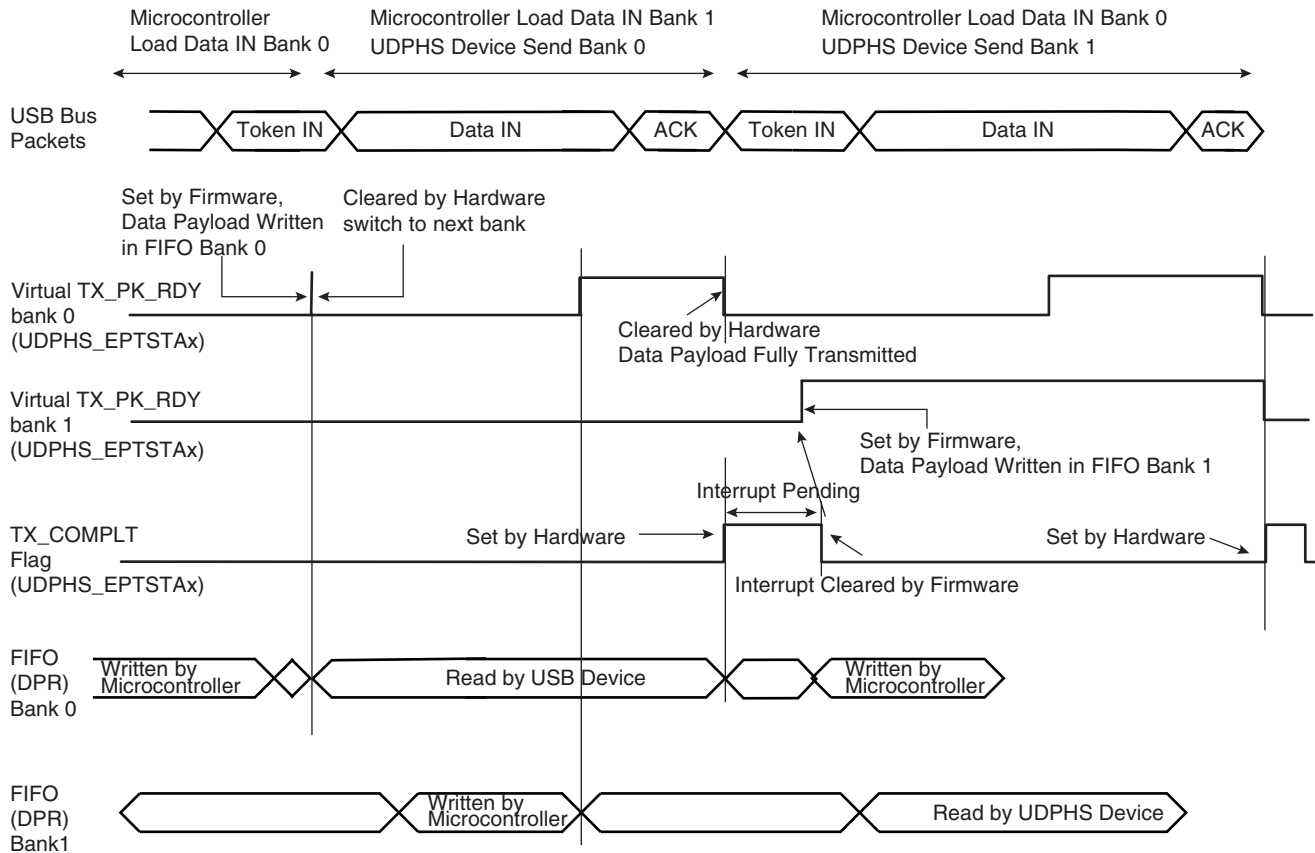 Microcontroller
Load Data IN Bank 0
Microcontroller Load Data IN Bank 1
UDPHS Device Send Bank 0
Microcontroller Load Data IN Bank 0
UDPHS Device Send Bank 1
USB Bus
Packets
Token IN
Data IN
ACK
Token IN
Data IN
ACK
Set by Firmware,
Data Payload Written
in FIFO Bank 0
Cleared by Hardware
switch to next bank
Virtual TX_PK_RDY
bank 0
(UDPHS_EPTSTAx)
Cleared by Hardware
Data Payload Fully Transmitted
Virtual TX_PK_RDY
bank 1
(UDPHS_EPTSTAx)
Set by Firmware,
Data Payload Written in FIFO Bank 1
Interrupt Pending
TX_COMPLT
Flag
(UDPHS_EPTSTAx)
Set by Hardware
Set by Hardware
Interrupt Cleared by Firmware
FIFO
(DPR)
Bank 0
Written by
Microcontroller
Read by USB Device
Written by
Microcontroller
FIFO
(DPR)
Bank1
Written by
Microcontroller
Read by UDPHS Device